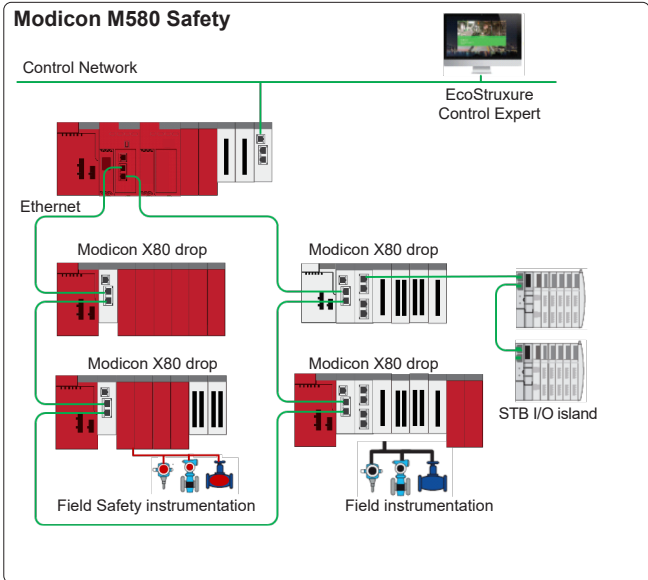 Modicon M580 Safety
Control Network
EcoStruxure
Control Expert
Ethernet
Modicon X80 drop
Modicon X80 drop
Modicon X80 drop
Modicon X80 drop
STB I/O island
Field Safety instrumentation
Field instrumentation